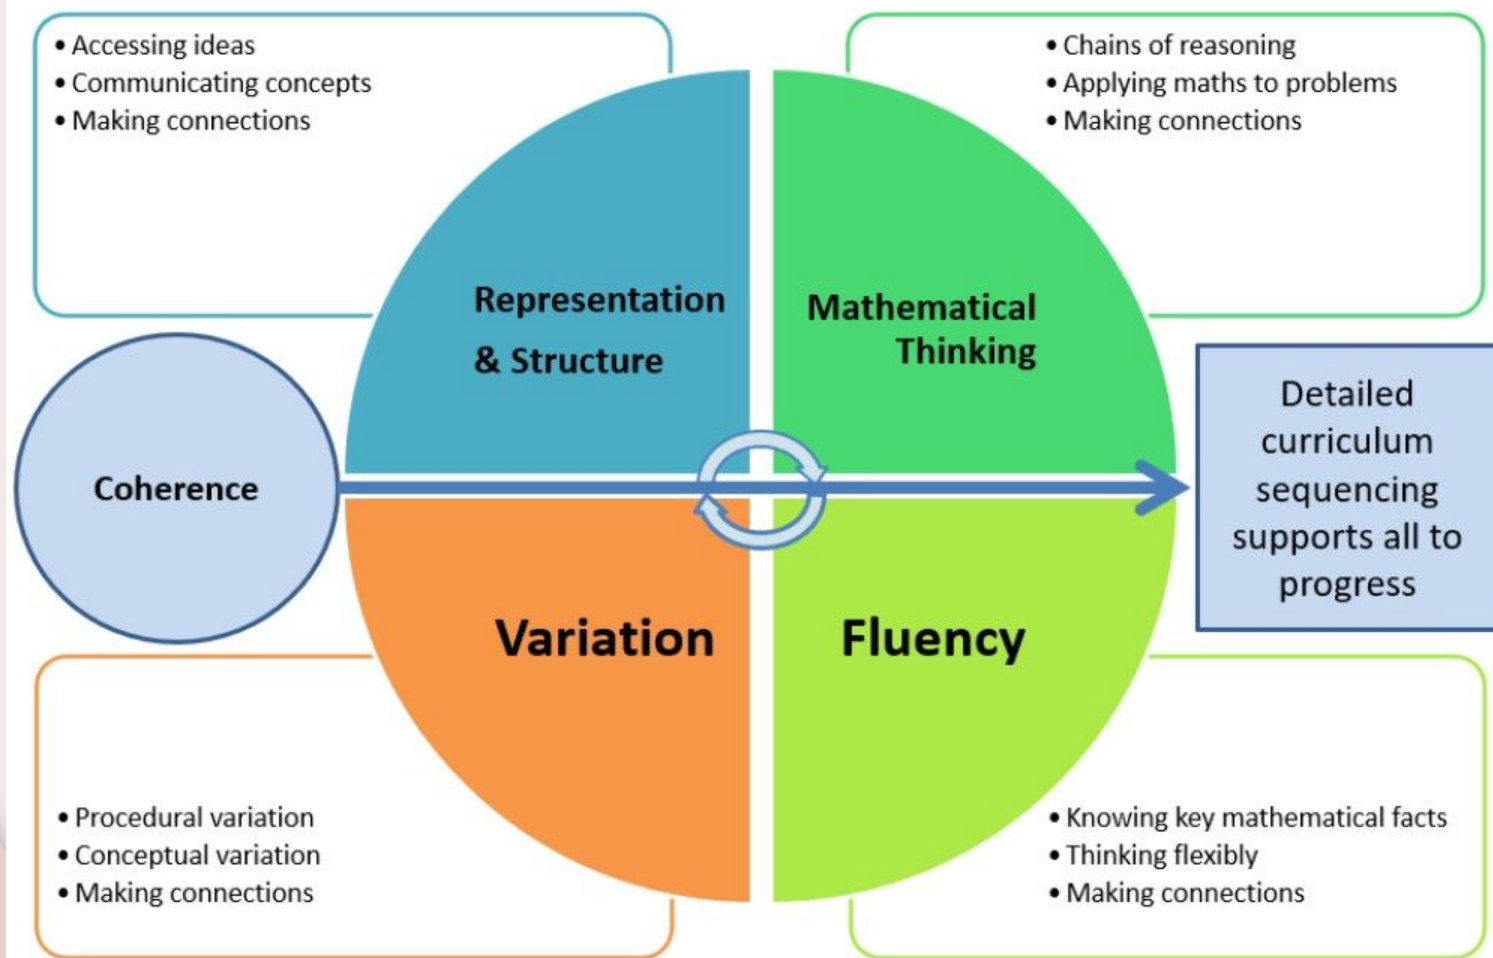 • Accessing ideas
• Communicating concepts
• Making connections
• Chains of reasoning
• Applying maths to problems
• Making connections
Representation
& Structure
Mathematical
Thinking
Coherence
Detailed
curriculum
sequencing
supports all to
progress
Variation
Fluency
• Procedural variation
• Conceptual variation
• Making connections
• Knowing key mathematical facts
• Thinking flexibly
• Making connections